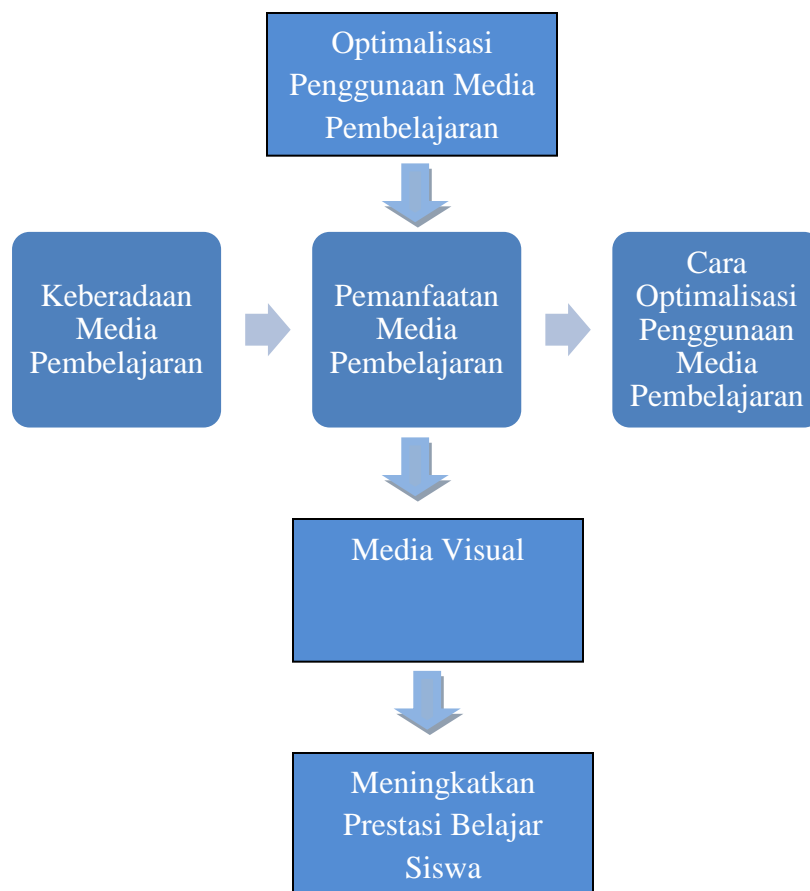 Optimalisasi
Penggunaan Media
Pembelajaran
Keberadaan
Media
Pembelajaran
Pemanfaatan
Media
Pembelajaran
Cara
Optimalisasi
Penggunaan
Media
Pembelajaran
Media Visual
Meningkatkan
Prestasi Belajar
Siswa